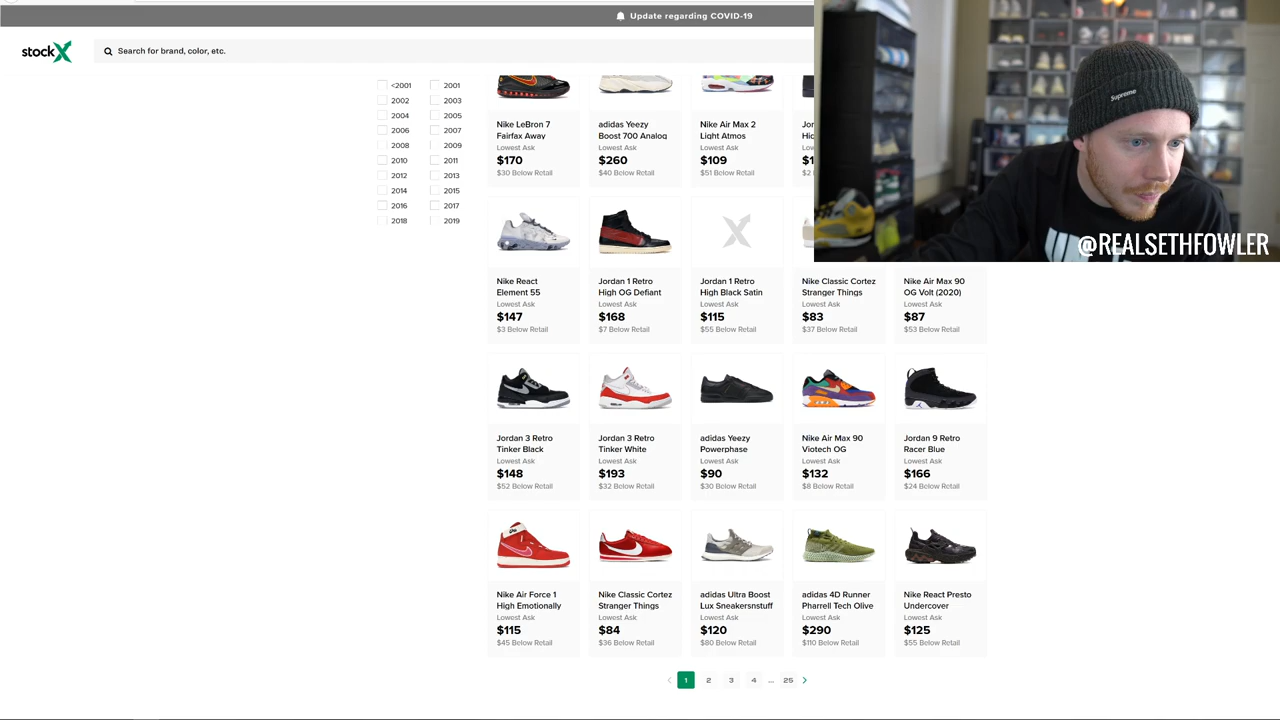 Update regarding COVID-19
stockX
Search for brand, color, etc.
<2001 2001
2002 2003
2004 2005
2006 2007
2008 2009
2010 2011
2012 2013
2014 2015
2016 2017
2018 2019
Nike LeBron 7
Fairfax Away
Lowest Ask
$170
$30 Below Retail
adidas Yeezy
Boost 700 Analog
Lowest Ask
$260
$40 Below Retail
Nike Air Max 2
Light Atmos
Lowest Ask
$109
$51 Below Retail
Supreme
@REALSETHFOWLER
Nike React
Element 55
Lowest Ask
$147
$3 Below Retail
Jordan 1 Retro
High OG Defiant
Lowest Ask
$168
$7 Below Retail
Jordan 1 Retro
High Black Satin
Lowest Ask
$115
$55 Below Retail
Nike Classic Cortez
Stranger Things
Lowest Ask
$83
$37 Below Retail
Nike Air Max 90
OG Volt (2020)
Lowest Ask
$87
$53 Below Retail
Jordan 3 Retro
Tinker Black
Lowest Ask
$148
$52 Below Retail
Jordan 3 Retro
Tinker White
Lowest Ask
$193
$32 Below Retail
adidas Yeezy
Powerphase
Lowest Ask
$90
$30 Below Retail
Nike Air Max 90
Viotech OG
Lowest Ask
$132
$8 Below Retail
Jordan 9 Retro
Racer Blue
Lowest Ask
$166
$24 Below Retail
Nike Air Force 1
High Emotionally
Lowest Ask
$115
$45 Below Retail
Nike Classic Cortez
Stranger Things
Lowest Ask
$84
$36 Below Retail
adidas Ultra Boost
Lux Sneakersnstuff
Lowest Ask
$120
$80 Below Retail
adidas 4D Runner
Pharrell Tech Olive
Lowest Ask
$290
$110 Below Retail
Nike React Presto
Undercover
Lowest Ask
$125
$55 Below Retail
< 1 2 3 4 ... 25 >